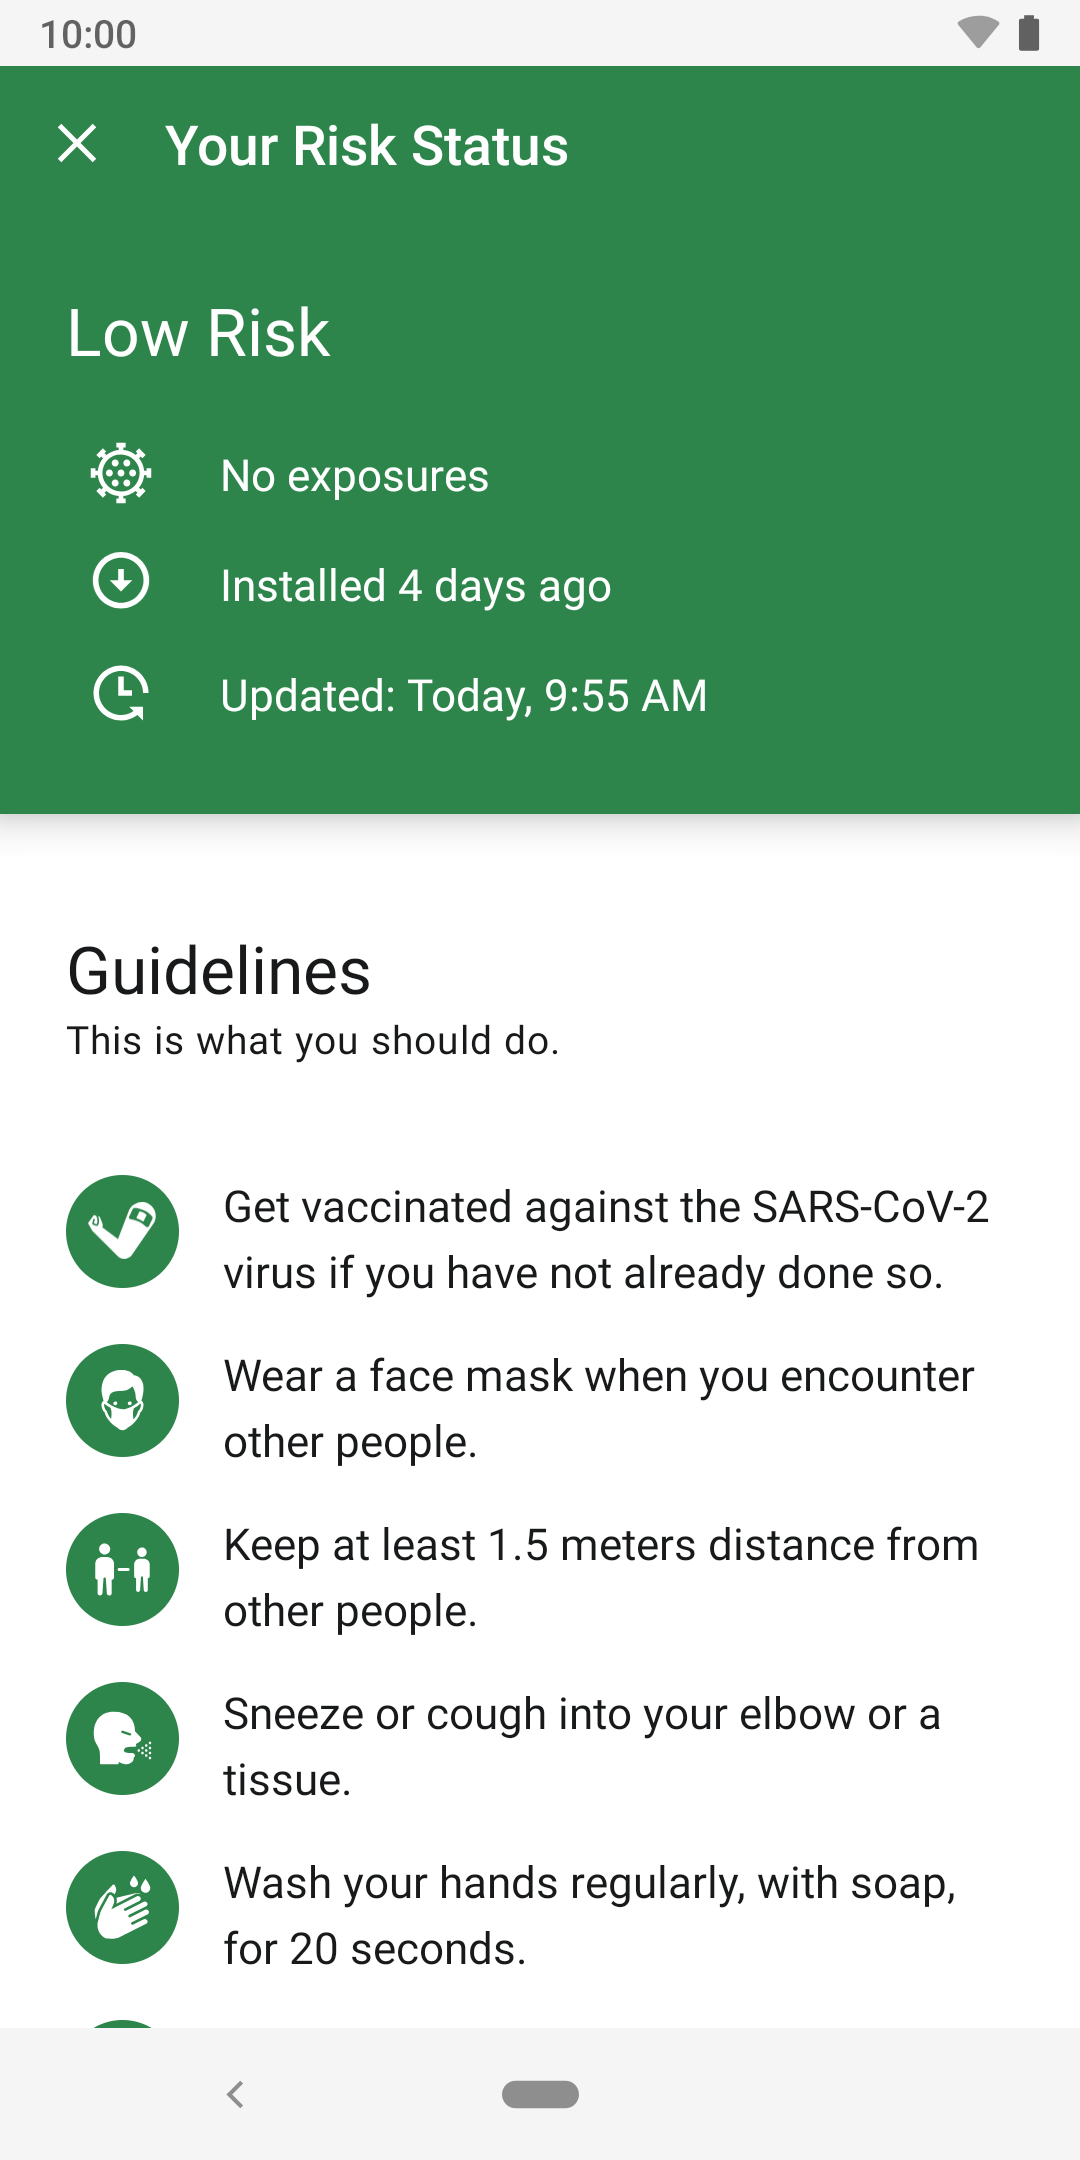 10:00
Your Risk Status
Low Risk
No exposures
Installed 4 days ago
Updated: Today, 9:55 AM
Guidelines
This is what you should do.
Get vaccinated against the SARS-CoV-2
virus if you have not already done so.
Wear a face mask when you encounter
other people.
Keep at least 1.5 meters distance from
other people.
Sneeze or cough into your elbow or a
tissue.
Wash your hands regularly, with soap,
for 20 seconds.